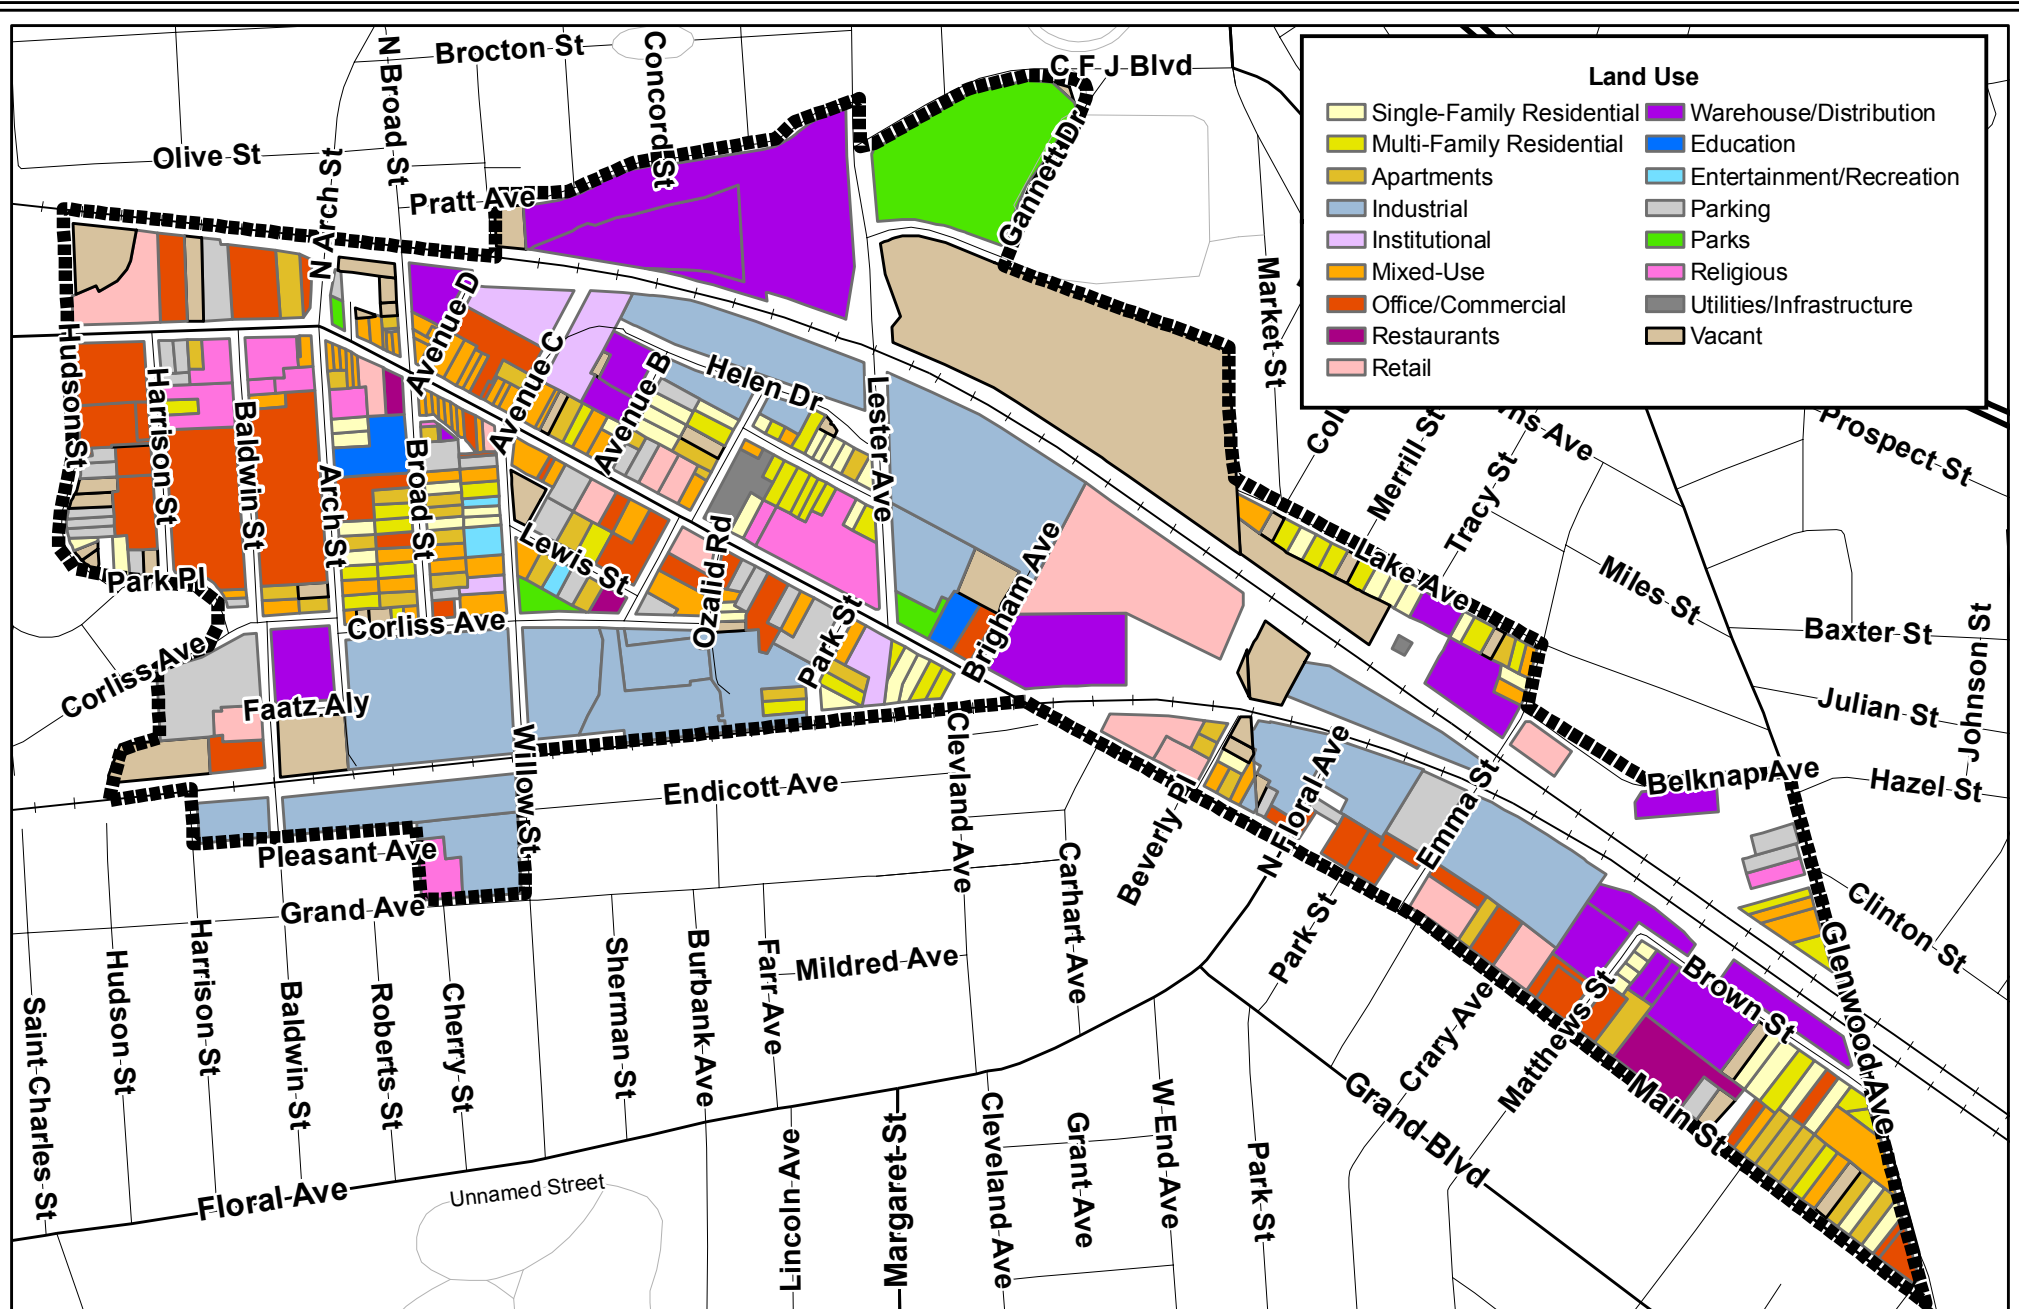 Brocton St
Concord St
N Broad St
C F J Blvd
Olive St
N Arch St
Pratt Ave
Gannett Dr
Land Use
Single-Family Residential
Multi-Family Residential
Apartments
Industrial
Institutional
Mixed-Use
Office/Commercial
Restaurants
Retail
Warehouse/Distribution
Education
Entertainment/Recreation
Parking
Parks
Religious
Utilities/Infrastructure
Vacant
Market St
Avenue D
Avenue C
Avenue B
Helen Dr
Lester Ave
Hudson St
Harrison St
Baldwin St
Arch St
Broad St
Merrill St
Tracy St
Prospect St
Lewis St
Ozalid Rd
Park St
Brigham Ave
Lake Ave
Miles St
Baxter St
Johnson St
Julian St
Park Pl
Corliss Ave
Corliss Ave
Faatz Aly
Willow St
Endicott Ave
Clevland Ave
Belknap Ave
Hazel St
Pleasant Ave
Grand Ave
Beverly Pl
N Floral Ave
Emma St
Carhart Ave
Park St
Clinton St
Glenwood Ave
Brown St
Crary Ave
Matthews St
Main St
Grand Blvd
Saint Charles St
Hudson St
Harrison St
Baldwin St
Roberts St
Cherry St
Sherman St
Burbank Ave
Farr Ave
Mildred Ave
Floral Ave
Unnamed Street
Lincoln Ave
Margaret St
Cleveland Ave
Grant Ave
W End Ave
Park St